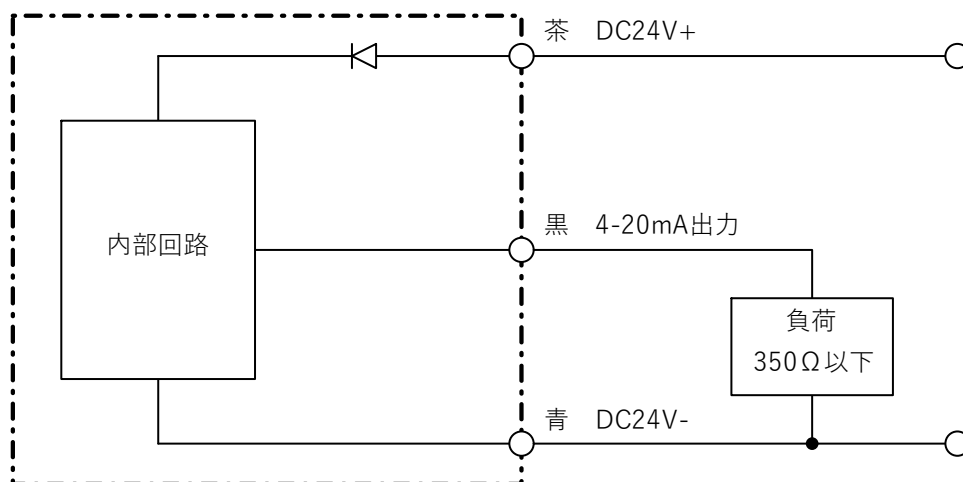 茶　DC24V+
黒　4-20mA出力
内部回路
負荷
350Ω以下
青　DC24V-